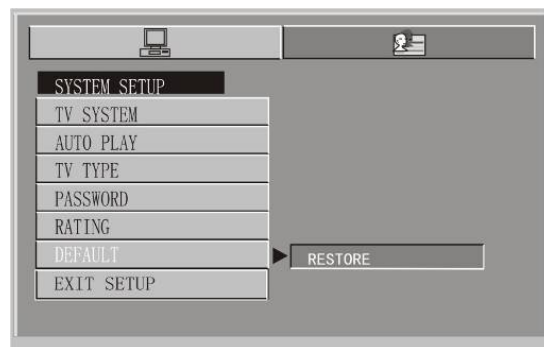 SYSTEM SETUP
TV SYSTEM
AUTO PLAY
TV TYPE
PASSWORD
RATING
DEFAULT
RESTORE
EXIT SETUP